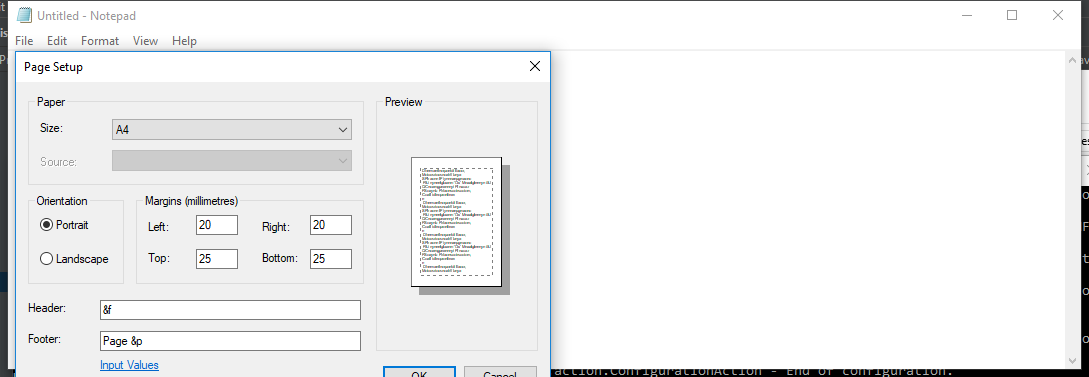 Untitled - Notepad
File Edit Format View Help
Page Setup
Paper
Size: A4
Source:
Orientation
Portrait
Landscape
Margins (millimetres)
Left: 20 Right: 20
Top: 25 Bottom: 25
Preview
Header: &f
Footer: Page &p
Input Values
OK Cancel
action.ConfigurationAction - End of configuration.